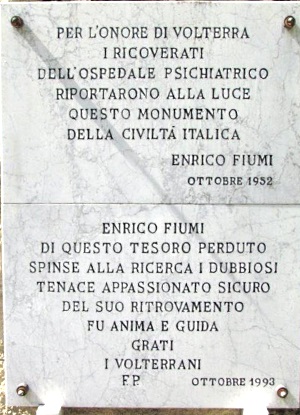 PER L'ONORE DI VOLTERRA
I RICOVERATI
DELL'OSPEDALE PSICHIATRICO
RIPORTARONO ALLA LUCE
QUESTO MONUMENTO
DELLA CIVILTÁ ITALICA
ENRICO FIUMI
OTTOBRE 1952
ENRICO FIUMI
DI QUESTO TESORO PERDUTO
SPINSE ALLA RICERCA I DUBBIOSI
TENACE APPASSIONATO SICURO
DEL SUO RITROVAMENTO
FU ANIMA E GUIDA
GRATI
I VOLTERRANI
F.P. OTTOBRE 1993